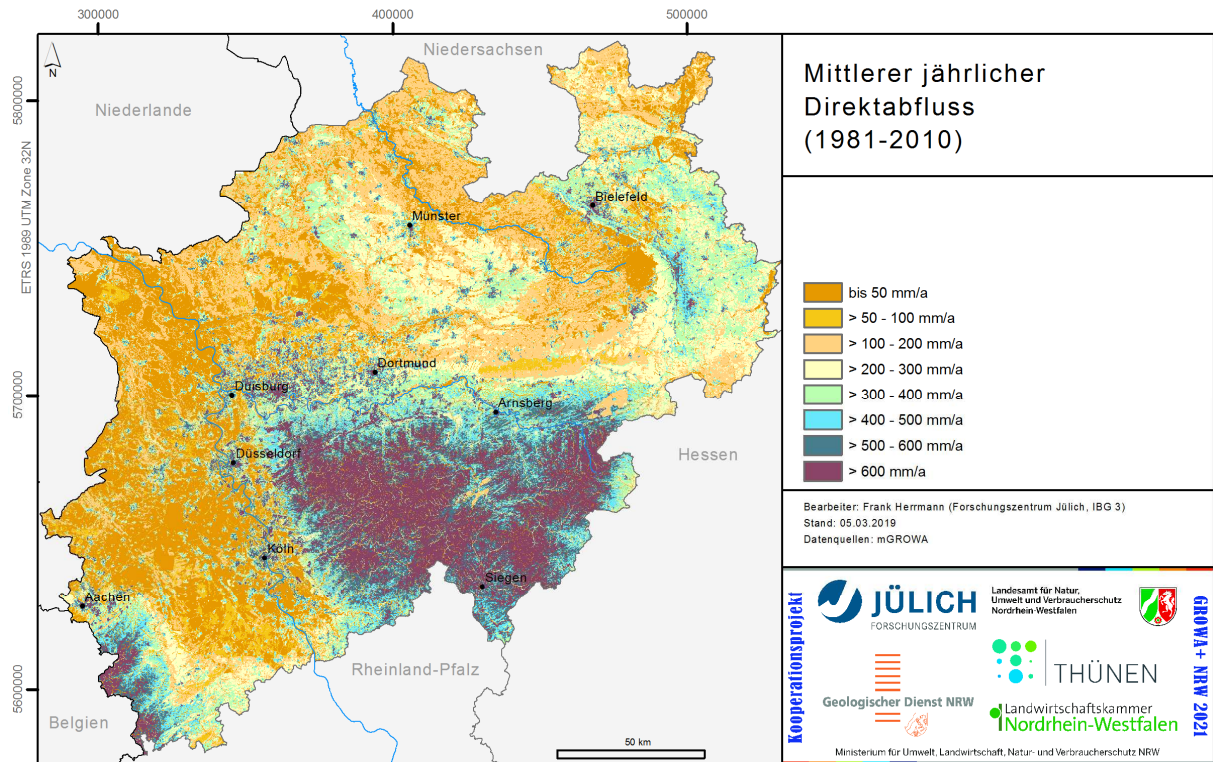 300000
400000
500000
N
Niedersachsen
Niederlande
5800000
ETRS 1989 UTM Zone 32N
Bielefeld
Münster
Dortmund
Duisburg
5700000
Arnsberg
Düsseldorf
Hessen
Köln
Siegen
Aachen
Rheinland-Pfalz
5600000
Belgien
50 km
Mittlerer jährlicher
Direktabfluss
(1981-2010)
bis 50 mm/a
> 50 - 100 mm/a
> 100 - 200 mm/a
> 200 - 300 mm/a
> 300 - 400 mm/a
> 400 - 500 mm/a
> 500 - 600 mm/a
> 600 mm/a
Bearbeiter: Frank Herrmann (Forschungszentrum Jülich, IBG 3)
Stand: 05.03.2019
Datenquellen: mGROWA
Kooperationsprojekt
JÜLICH
FORSCHUNGSZENTRUM
Landesamt für Natur,
Umwelt und Verbraucherschutz
Nordrhein-Westfalen
GROWA+ NRW 2021
Geologischer Dienst NRW
THÜNEN
Landwirtschaftskammer
Nordrhein-Westfalen
Ministerium für Umwelt, Landwirtschaft, Natur- und Verbraucherschutz NRW